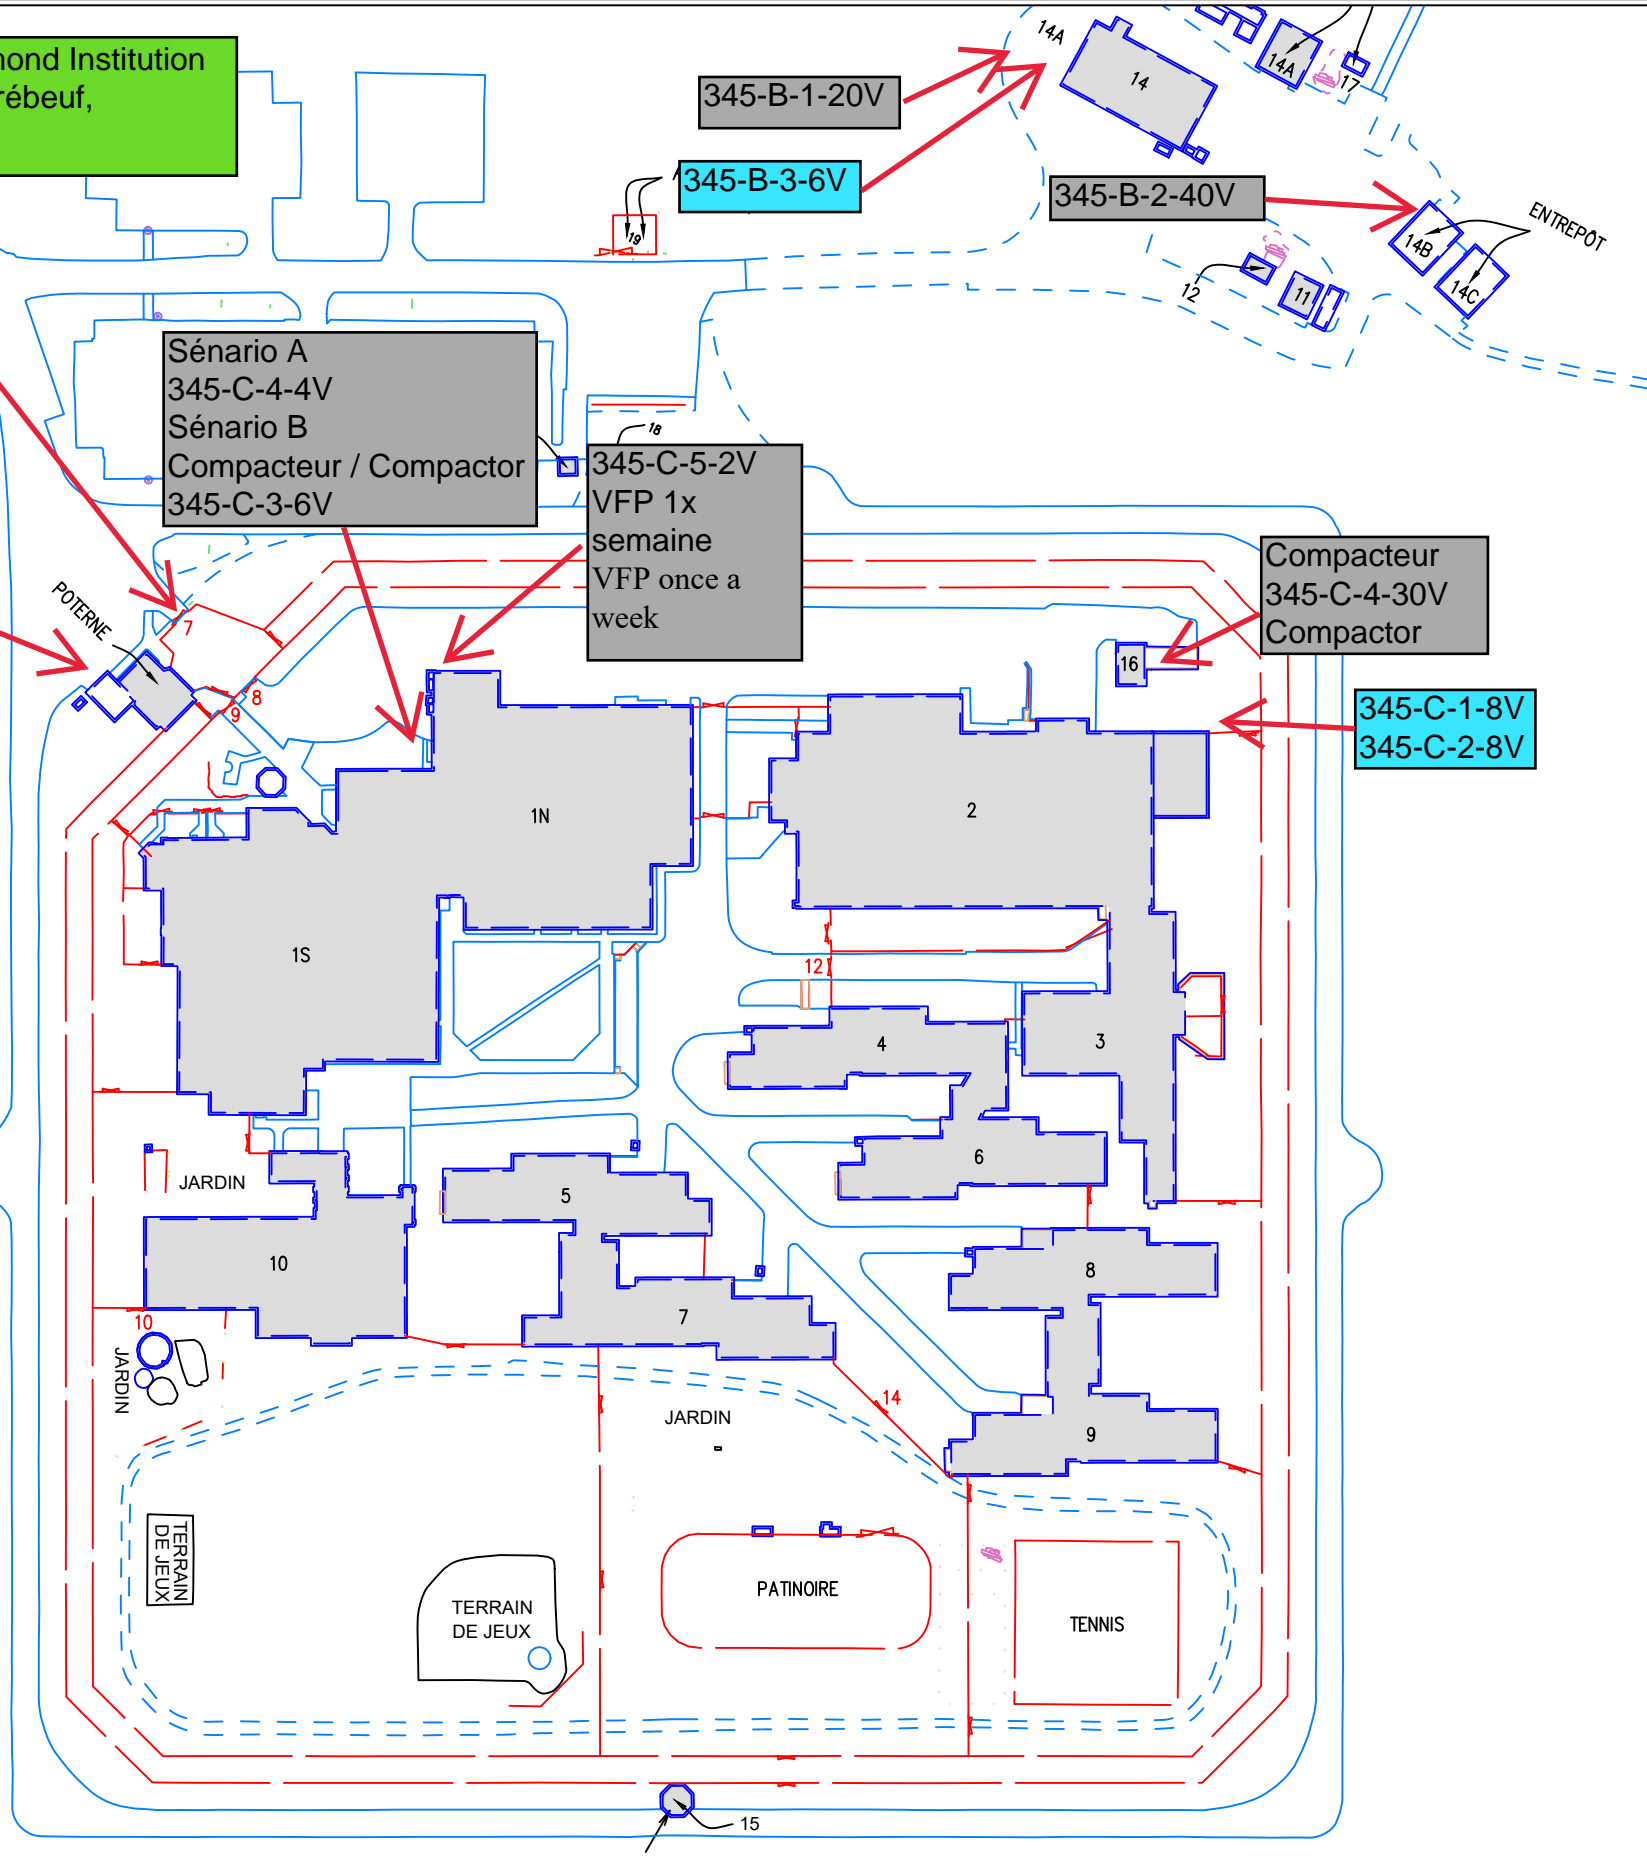 mond Institution
rébeuf,
14A
14
14A
17
345-B-1-20V
345-B-3-6V
345-B-2-40V
ENTREPÔT
14B
14C
12
11
19
Sénario A
345-C-4-4V
Sénario B
Compacteur / Compactor
345-C-3-6V
18
345-C-5-2V
VFP 1x
semaine
VFP once a
week
Compacteur
345-C-4-30V
Compactor
POTERNE
7
8
9
16
345-C-1-8V
345-C-2-8V
1N
2
1S
12
4
3
6
5
JARDIN
10
8
7
10
JARDIN
14
JARDIN
9
TERRAIN
DE JEUX
TERRAIN
DE JEUX
PATINOIRE
TENNIS
15